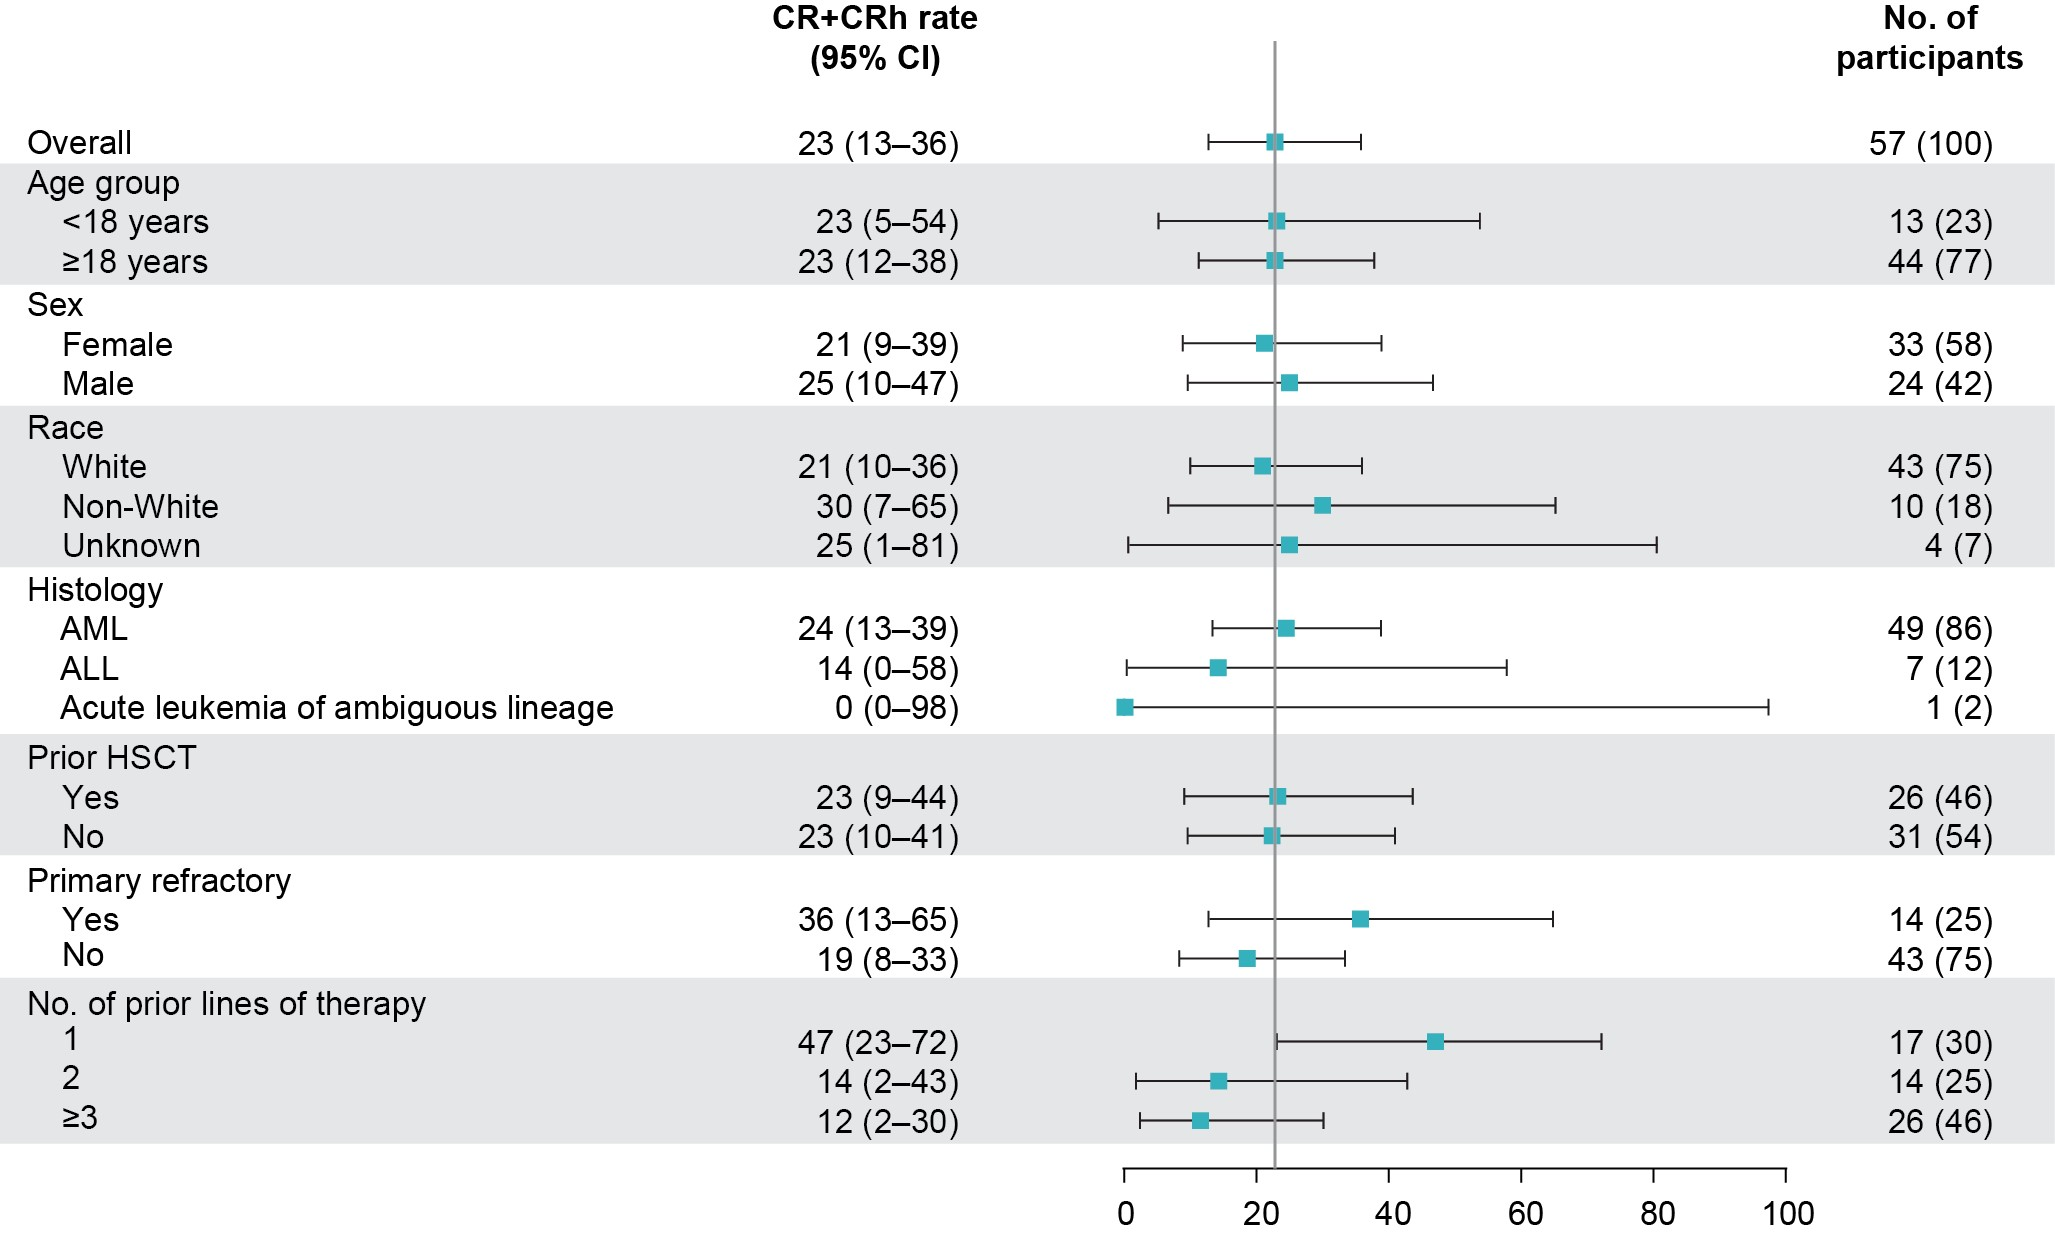 CR+CRh rate No. of
(95% CI) participants
Overall 23 (13–36) 57 (100)
Age group
<18 years 23 (5–54) 13 (23)
≥18 years 23 (12–38) 44 (77)
Sex
Female 21 (9–39) 33 (58)
Male 25 (10–47) 24 (42)
Race
White 21 (10–36) 43 (75)
Non-White 30 (7–65) 10 (18)
Unknown 25 (1–81) 4 (7)
Histology
AML 24 (13–39) 49 (86)
ALL 14 (0–58) 7 (12)
Acute leukemia of ambiguous lineage 0 (0–98) 1 (2)
Prior HSCT
Yes 23 (9–44) 26 (46)
No 23 (10–41) 31 (54)
Primary refractory
Yes 36 (13–65) 14 (25)
No 19 (8–33) 43 (75)
No. of prior lines of therapy
1 47 (23–72) 17 (30)
2 14 (2–43) 14 (25)
≥3 12 (2–30) 26 (46)
0 20 40 60 80 100